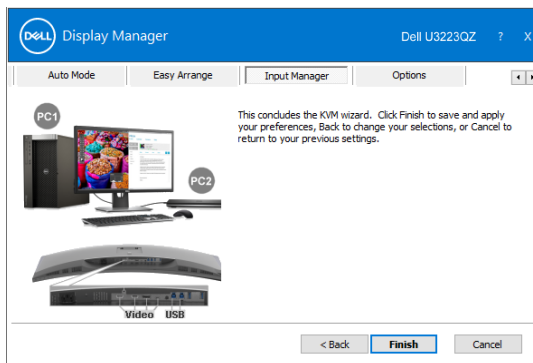 DELL Display Manager
Dell U3223QZ ? X
Auto Mode Easy Arrange Input Manager Options
PC1
This concludes the KVM wizard. Click Finish to save and apply
your preferences, Back to change your selections, or Cancel to
return to your previous settings.
PC2
Video USB
< Back Finish Cancel